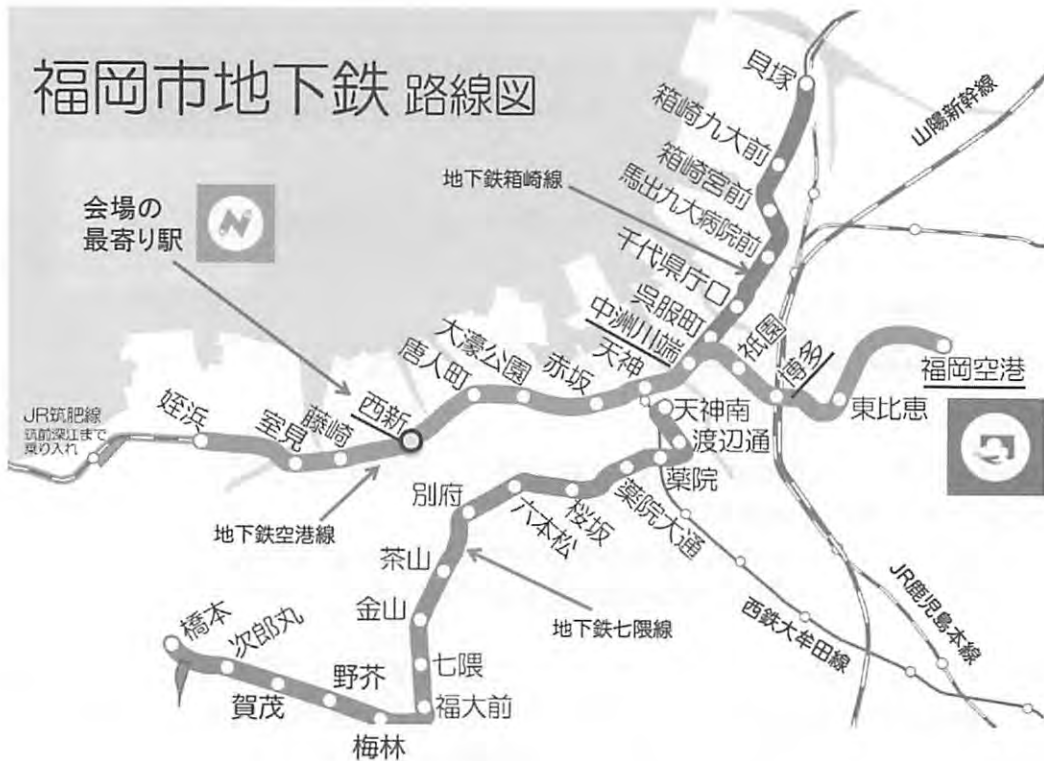 福岡市地下鉄 路線図
会場の
最寄り駅
貝塚
箱崎九大前
箱崎宮前
馬出九大病院前
千代県庁口
呉服町
中洲川端
地下鉄箱崎線
山陽新幹線
祇園
博多
東比恵
福岡空港
天神
赤坂
大濠公園
唐人町
西新
藤崎
室見
姪浜
JR筑肥線
筑前深江まで
乗り入れ
地下鉄空港線
天神南
渡辺通
薬院
薬院大通
桜坂
六本松
別府
茶山
金山
七隈
福大前
梅林
野芥
賀茂
次郎丸
橋本
地下鉄七隈線
西鉄大牟田線
JR鹿児島本線